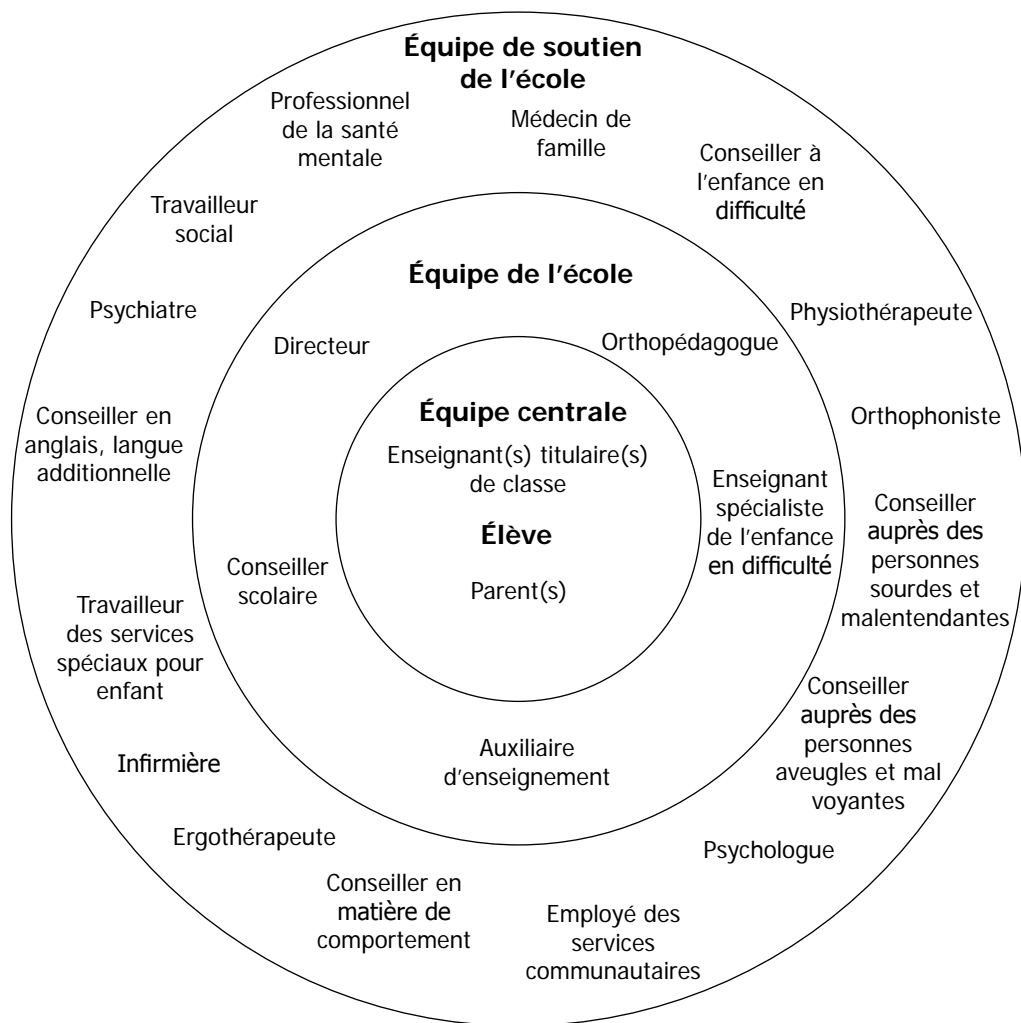 Équipe de soutien
de l'école
Professionnel
de la santé
mentale
Médecin de
famille
Conseiller à
l'enfance en
difficulté
Travailleur
social
Psychiatre
Physiothérapeute
Conseiller en
anglais, langue
additionnelle
Orthophoniste
Conseiller
auprès des
personnes
sourdes et
malentendantes
Travailleur
des services
spéciaux pour
enfant
Conseiller
auprès des
personnes
aveugles et mal
voyantes
Infirmière
Ergothérapeute
Psychologue
Conseiller en
matière de
comportement
Employé des
services
communautaires
Équipe de l'école
Directeur
Orthopédagogue
Enseignant
spécialiste
de l'enfance
en difficulté
Conseiller
scolaire
Auxiliaire
d'enseignement
Équipe centrale
Enseignant(s) titulaire(s)
de classe
Élève
Parent(s)